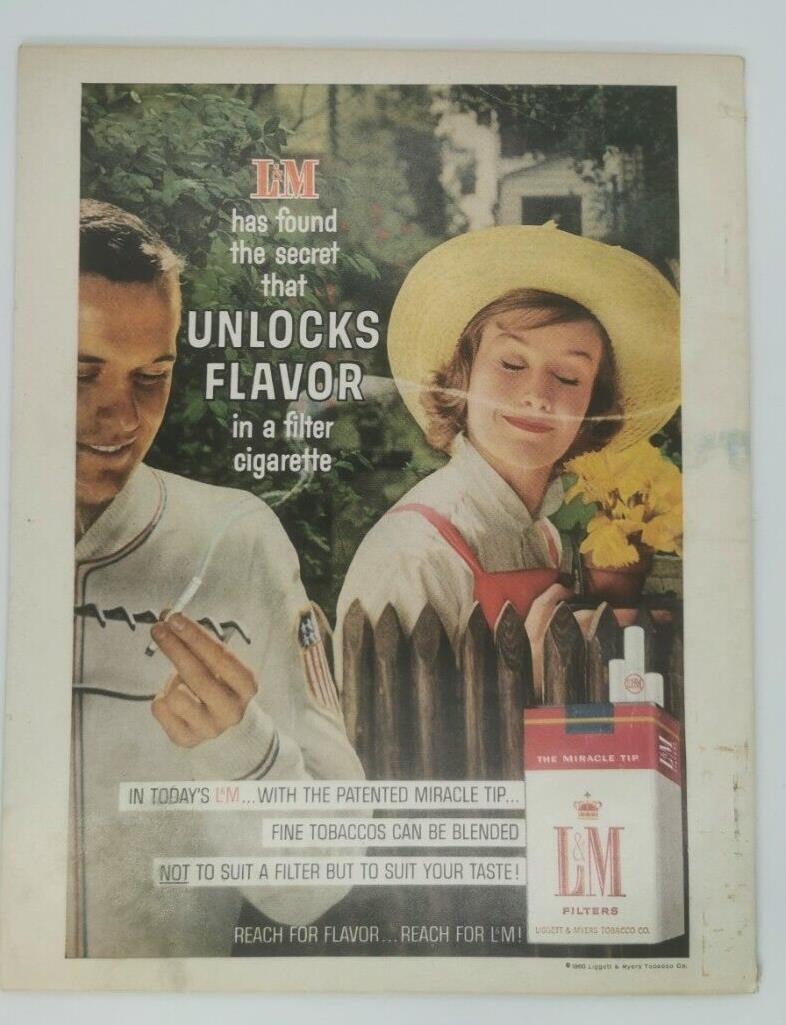 L&M
has found
the secret
that
UNLOCKS
FLAVOR
in a filter
cigarette
THE MIRACLE TIP
L&M
L&M
FILTERS
LIGGETT & MYERS TOBACCO CO.
IN TODAY'S L&M...WITH THE PATENTED MIRACLE TIP...
FINE TOBACCOS CAN BE BLENDED
NOT TO SUIT A FILTER BUT TO SUIT YOUR TASTE!
REACH FOR FLAVOR...REACH FOR L&M!
©1960 Liggett & Myers Tobacco Co.